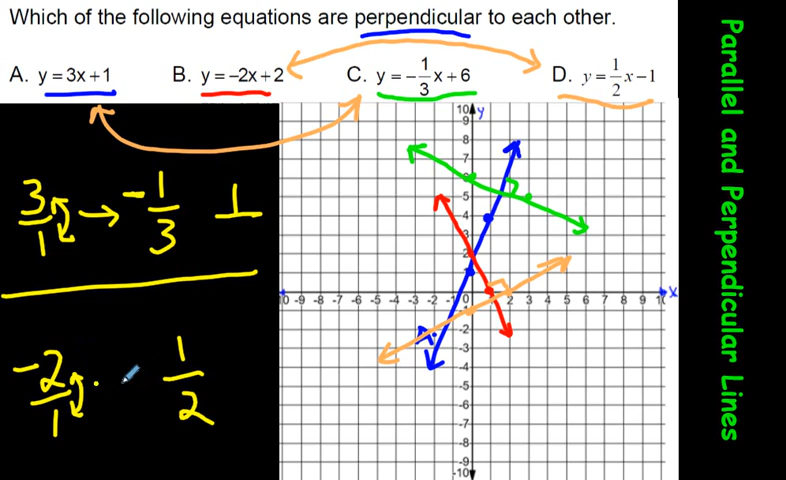 Which of the following equations are perpendicular to each other.
A. y = 3x + 1 B. y = –2x + 2 C. y = –1/3 x + 6 D. y = 1/2 x – 1
3/1 → -1/3 ⊥
-2/1 · 1/2
y
10
9
8
7
6
5
4
3
2
1
-10 -9 -8 -7 -6 -5 -4 -3 -2 -1 0 1 2 3 4 5 6 7 8 9 10 x
-1
-2
-3
-4
-5
-6
-7
-8
-9
-10
Parallel and Perpendicular Lines